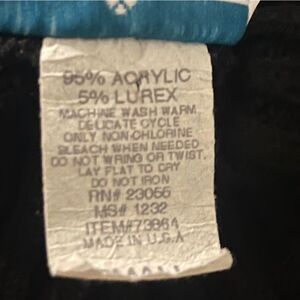 95% ACRYLIC
5% LUREX
MACHINE WASH WARM
DELICATE CYCLE
ONLY NON CHLORINE
BLEACH WHEN NEEDED
DO NOT WRING OR TWIST.
LAY FLAT TO DRY
DO NOT IRON
RN# 23055
MS# 1232
ITEM#73864
MADE IN U.S.A